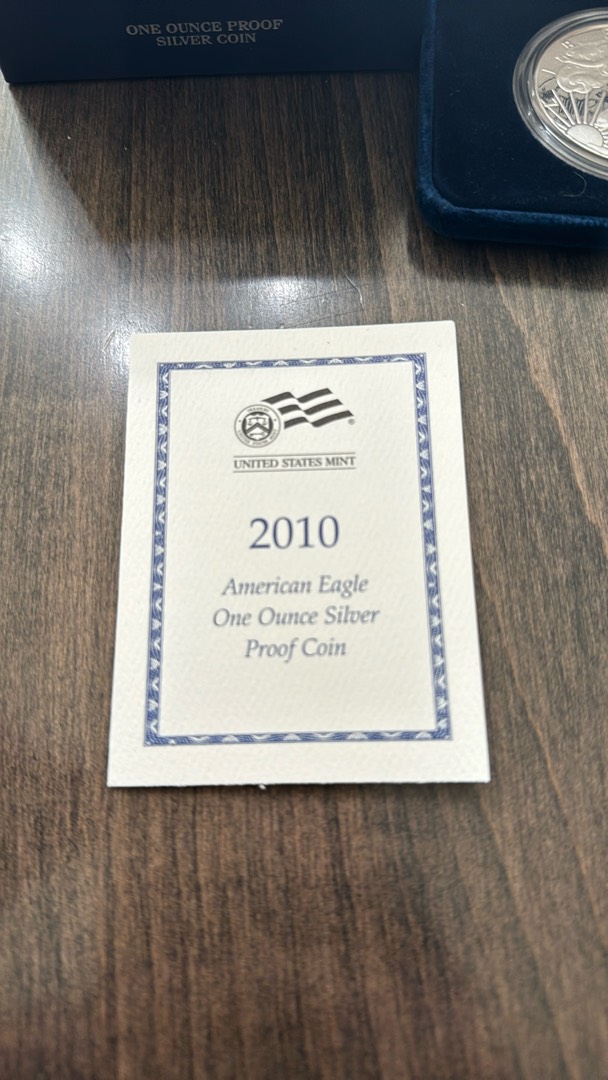 ONE OUNCE PROOF
SILVER COIN
UNITED STATES MINT
2010
American Eagle
One Ounce Silver
Proof Coin